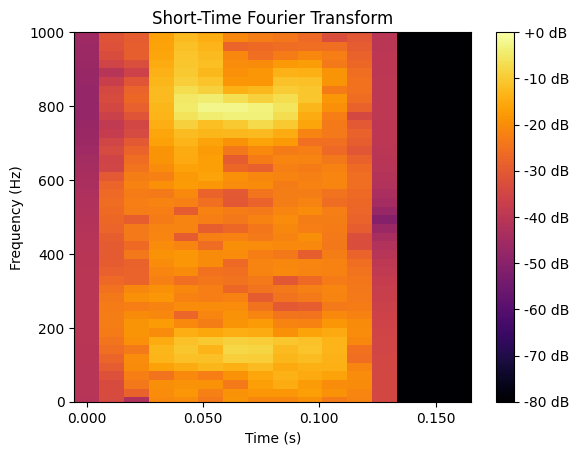 Short-Time Fourier Transform
1000
800
600
400
200
0
Frequency (Hz)
0.000
0.050
0.100
0.150
Time (s)
+0 dB
-10 dB
-20 dB
-30 dB
-40 dB
-50 dB
-60 dB
-70 dB
-80 dB